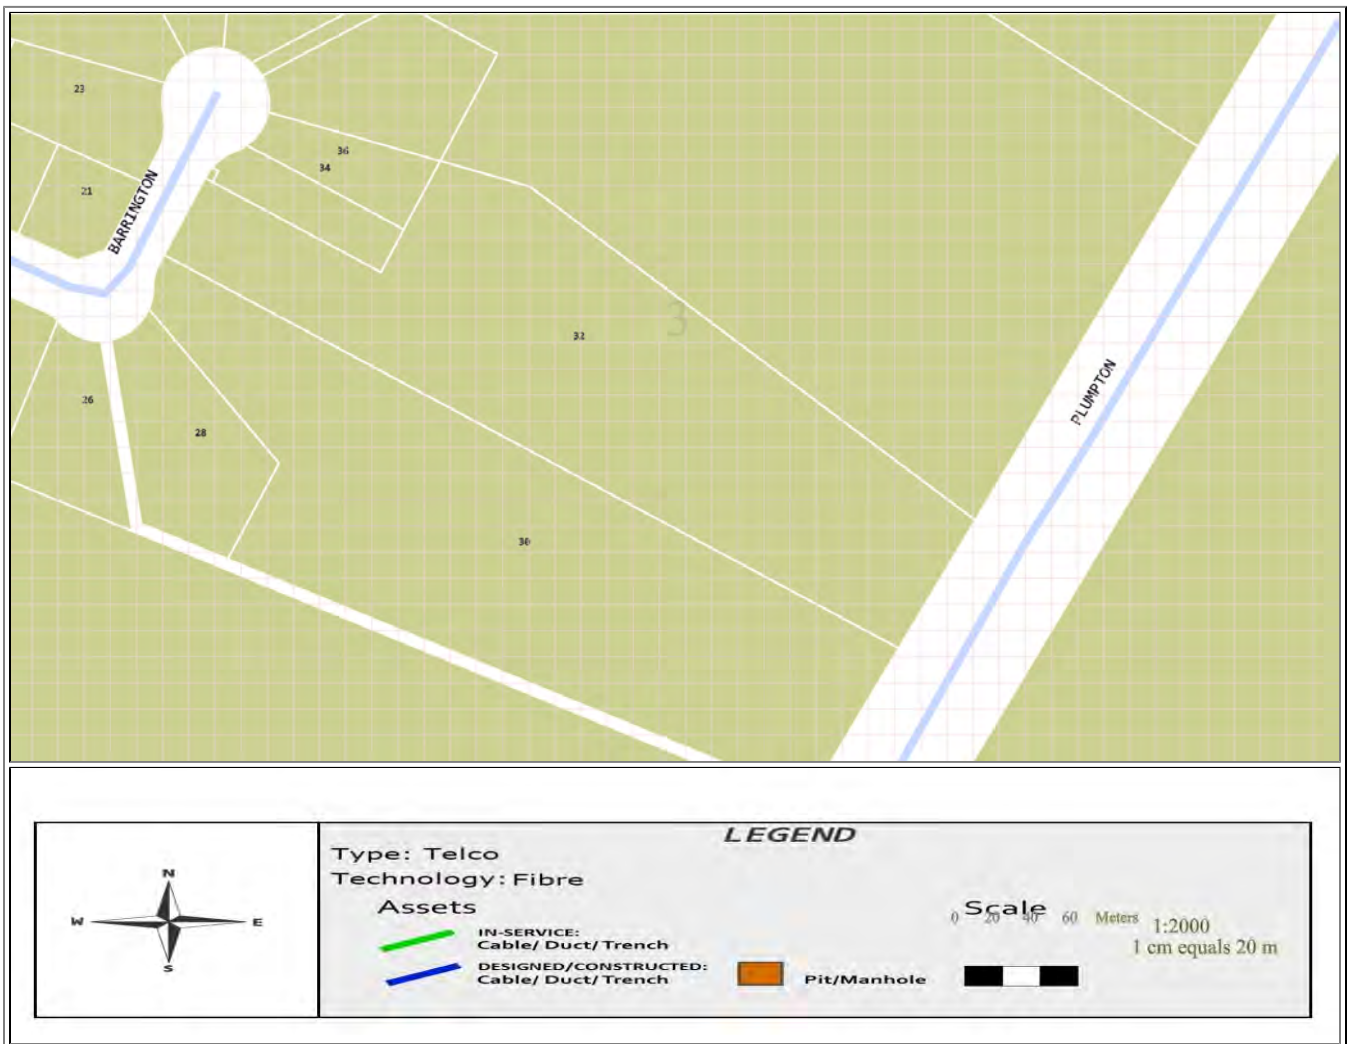 23
36
34
21
BARRINGTON
3
32
PLUMPTON
26
28
30
LEGEND
Type: Telco
Technology: Fibre
Assets
IN-SERVICE:
Cable/ Duct/ Trench
DESIGNED/CONSTRUCTED:
Cable/ Duct/ Trench
Pit/Manhole
Scale
0 20 40 60 Meters 1:2000
1 cm equals 20 m
N
W E
S